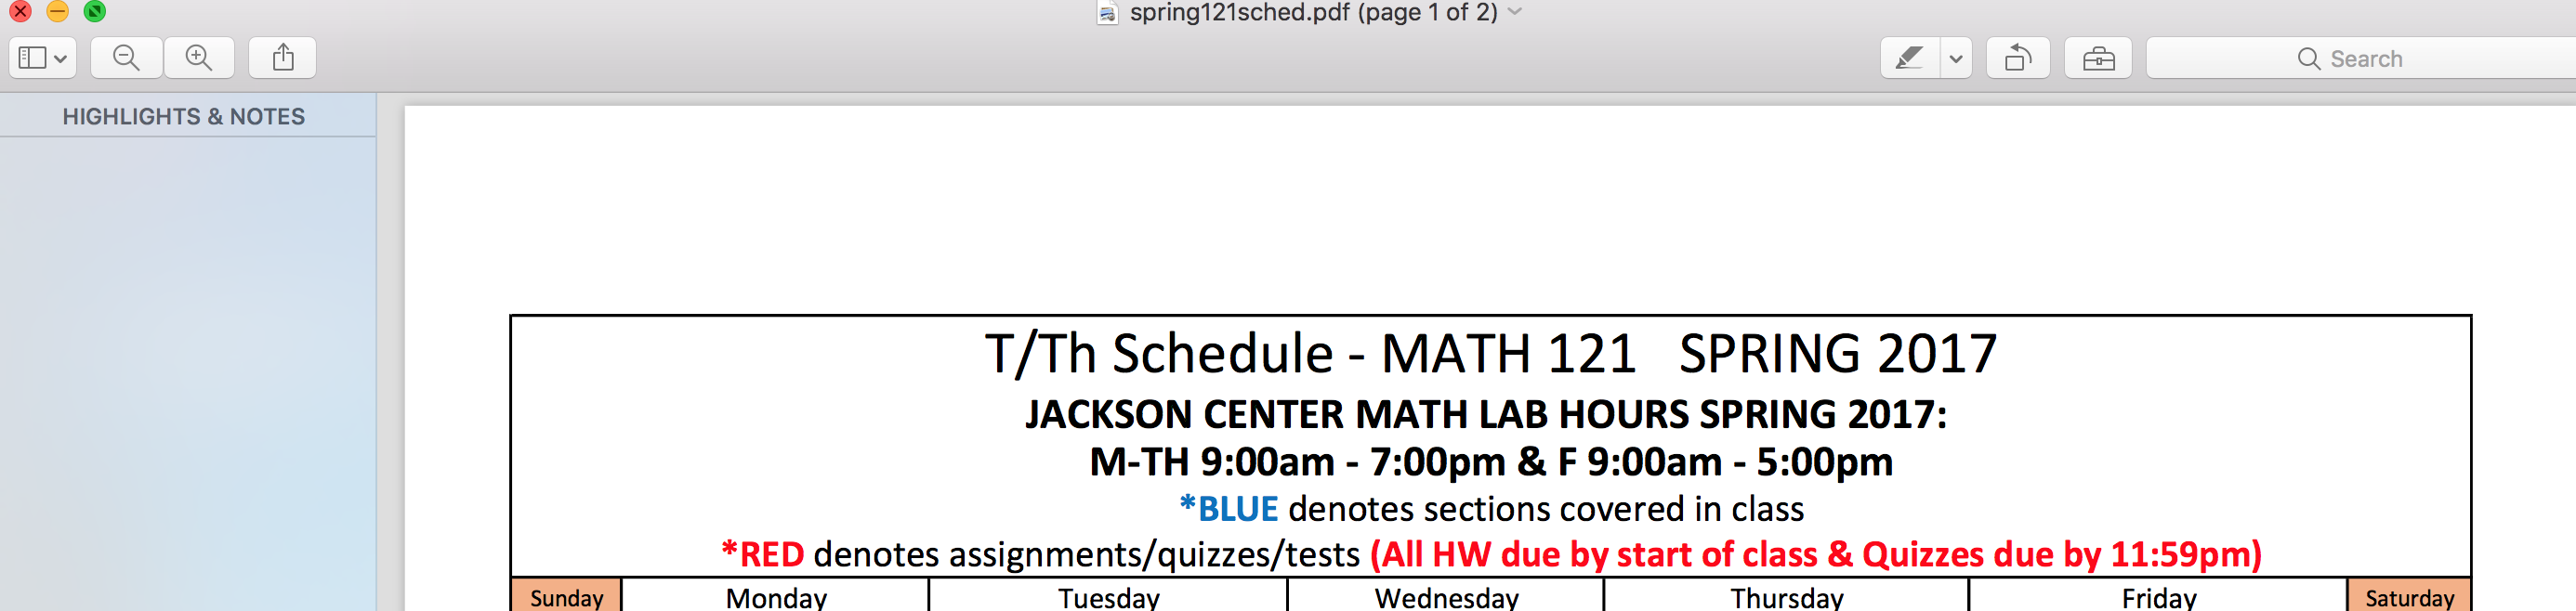 spring121sched.pdf (page 1 of 2)
Search
HIGHLIGHTS & NOTES
T/Th Schedule - MATH 121 SPRING 2017
JACKSON CENTER MATH LAB HOURS SPRING 2017:
M-TH 9:00am - 7:00pm & F 9:00am - 5:00pm
*BLUE denotes sections covered in class
*RED denotes assignments/quizzes/tests (All HW due by start of class & Quizzes due by 11:59pm)
Sunday Monday Tuesday Wednesday Thursday Friday Saturday